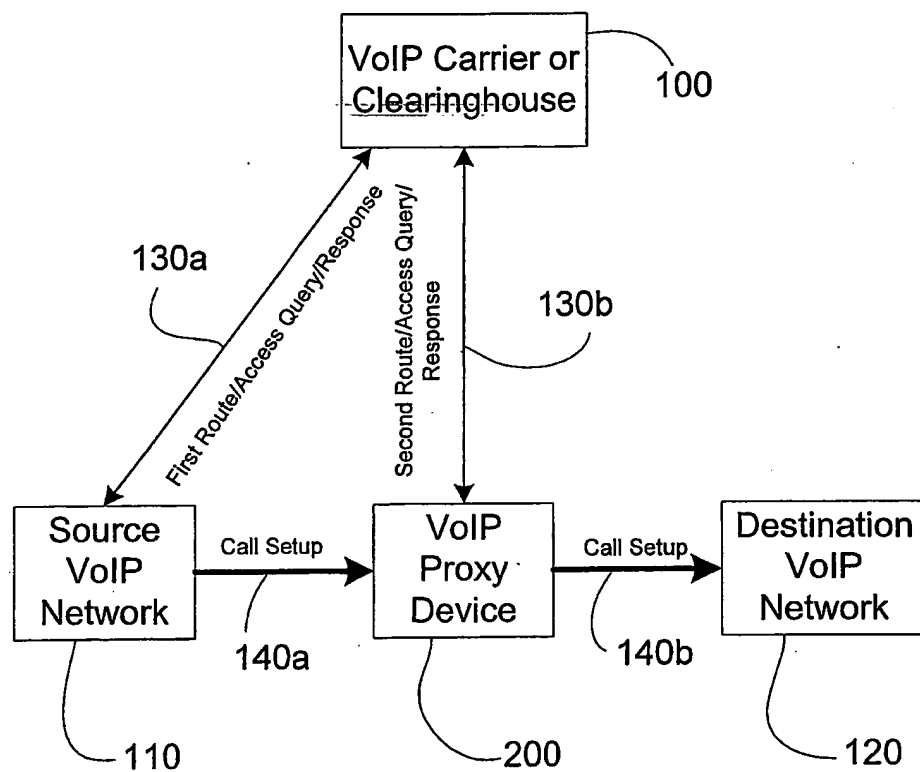 VoIP Carrier or
Clearinghouse
100
First Route/Access Query/Response
Second Route/Access Query/
Response
130a
130b
Source
VoIP
Network
Call Setup
VoIP
Proxy
Device
Call Setup
Destination
VoIP
Network
140a
140b
110
200
120